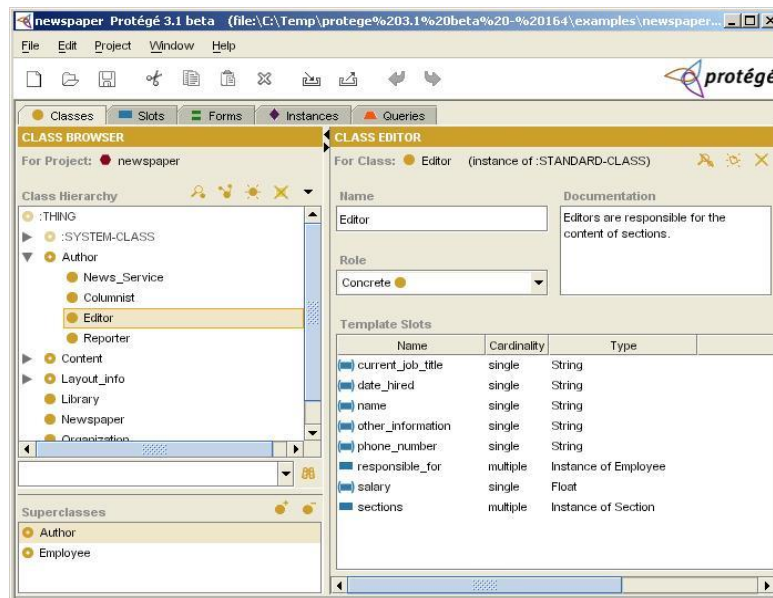 newspaper Protégé 3.1 beta (file:\C:\Temp\protege%203.1%20beta%20-%20164\examples\newspaper...
File Edit Project Window Help
protégé
Classes Slots Forms Instances Queries
CLASS BROWSER
For Project: newspaper
Class Hierarchy
:THING
:SYSTEM-CLASS
Author
News_Service
Columnist
Editor
Reporter
Content
Layout_info
Library
Newspaper
Organization
Superclasses
Author
Employee
CLASS EDITOR
For Class: Editor (instance of :STANDARD-CLASS)
Name
Editor
Documentation
Editors are responsible for the
content of sections.
Role
Concrete
Template Slots
Name Cardinality Type
current_job_title single String
date_hired single String
name single String
other_information single String
phone_number single String
responsible_for multiple Instance of Employee
salary single Float
sections multiple Instance of Section